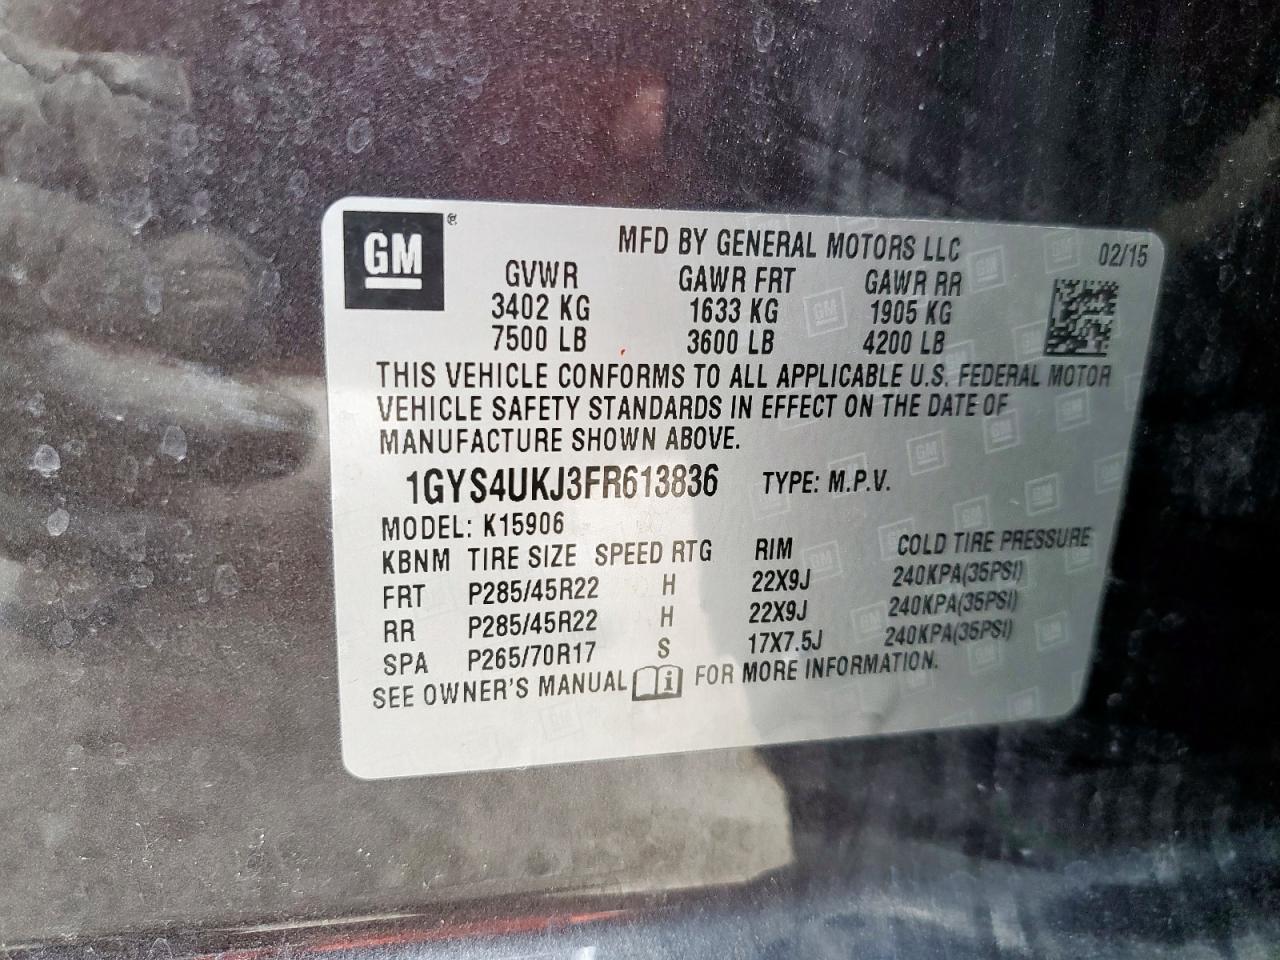 GM ®
MFD BY GENERAL MOTORS LLC 02/15
GVWR GAWR FRT GAWR RR
3402 KG 1633 KG 1905 KG
7500 LB 3600 LB 4200 LB
THIS VEHICLE CONFORMS TO ALL APPLICABLE U.S. FEDERAL MOTOR
VEHICLE SAFETY STANDARDS IN EFFECT ON THE DATE OF
MANUFACTURE SHOWN ABOVE.
1GYS4UKJ3FR613836 TYPE: M.P.V.
MODEL: K15906
KBNM TIRE SIZE SPEED RTG RIM COLD TIRE PRESSURE
FRT P285/45R22 H 22X9J 240KPA(35PSI)
RR P285/45R22 H 22X9J 240KPA(35PSI)
SPA P265/70R17 S 17X7.5J 240KPA(35PSI)
SEE OWNER'S MANUAL i FOR MORE INFORMATION.